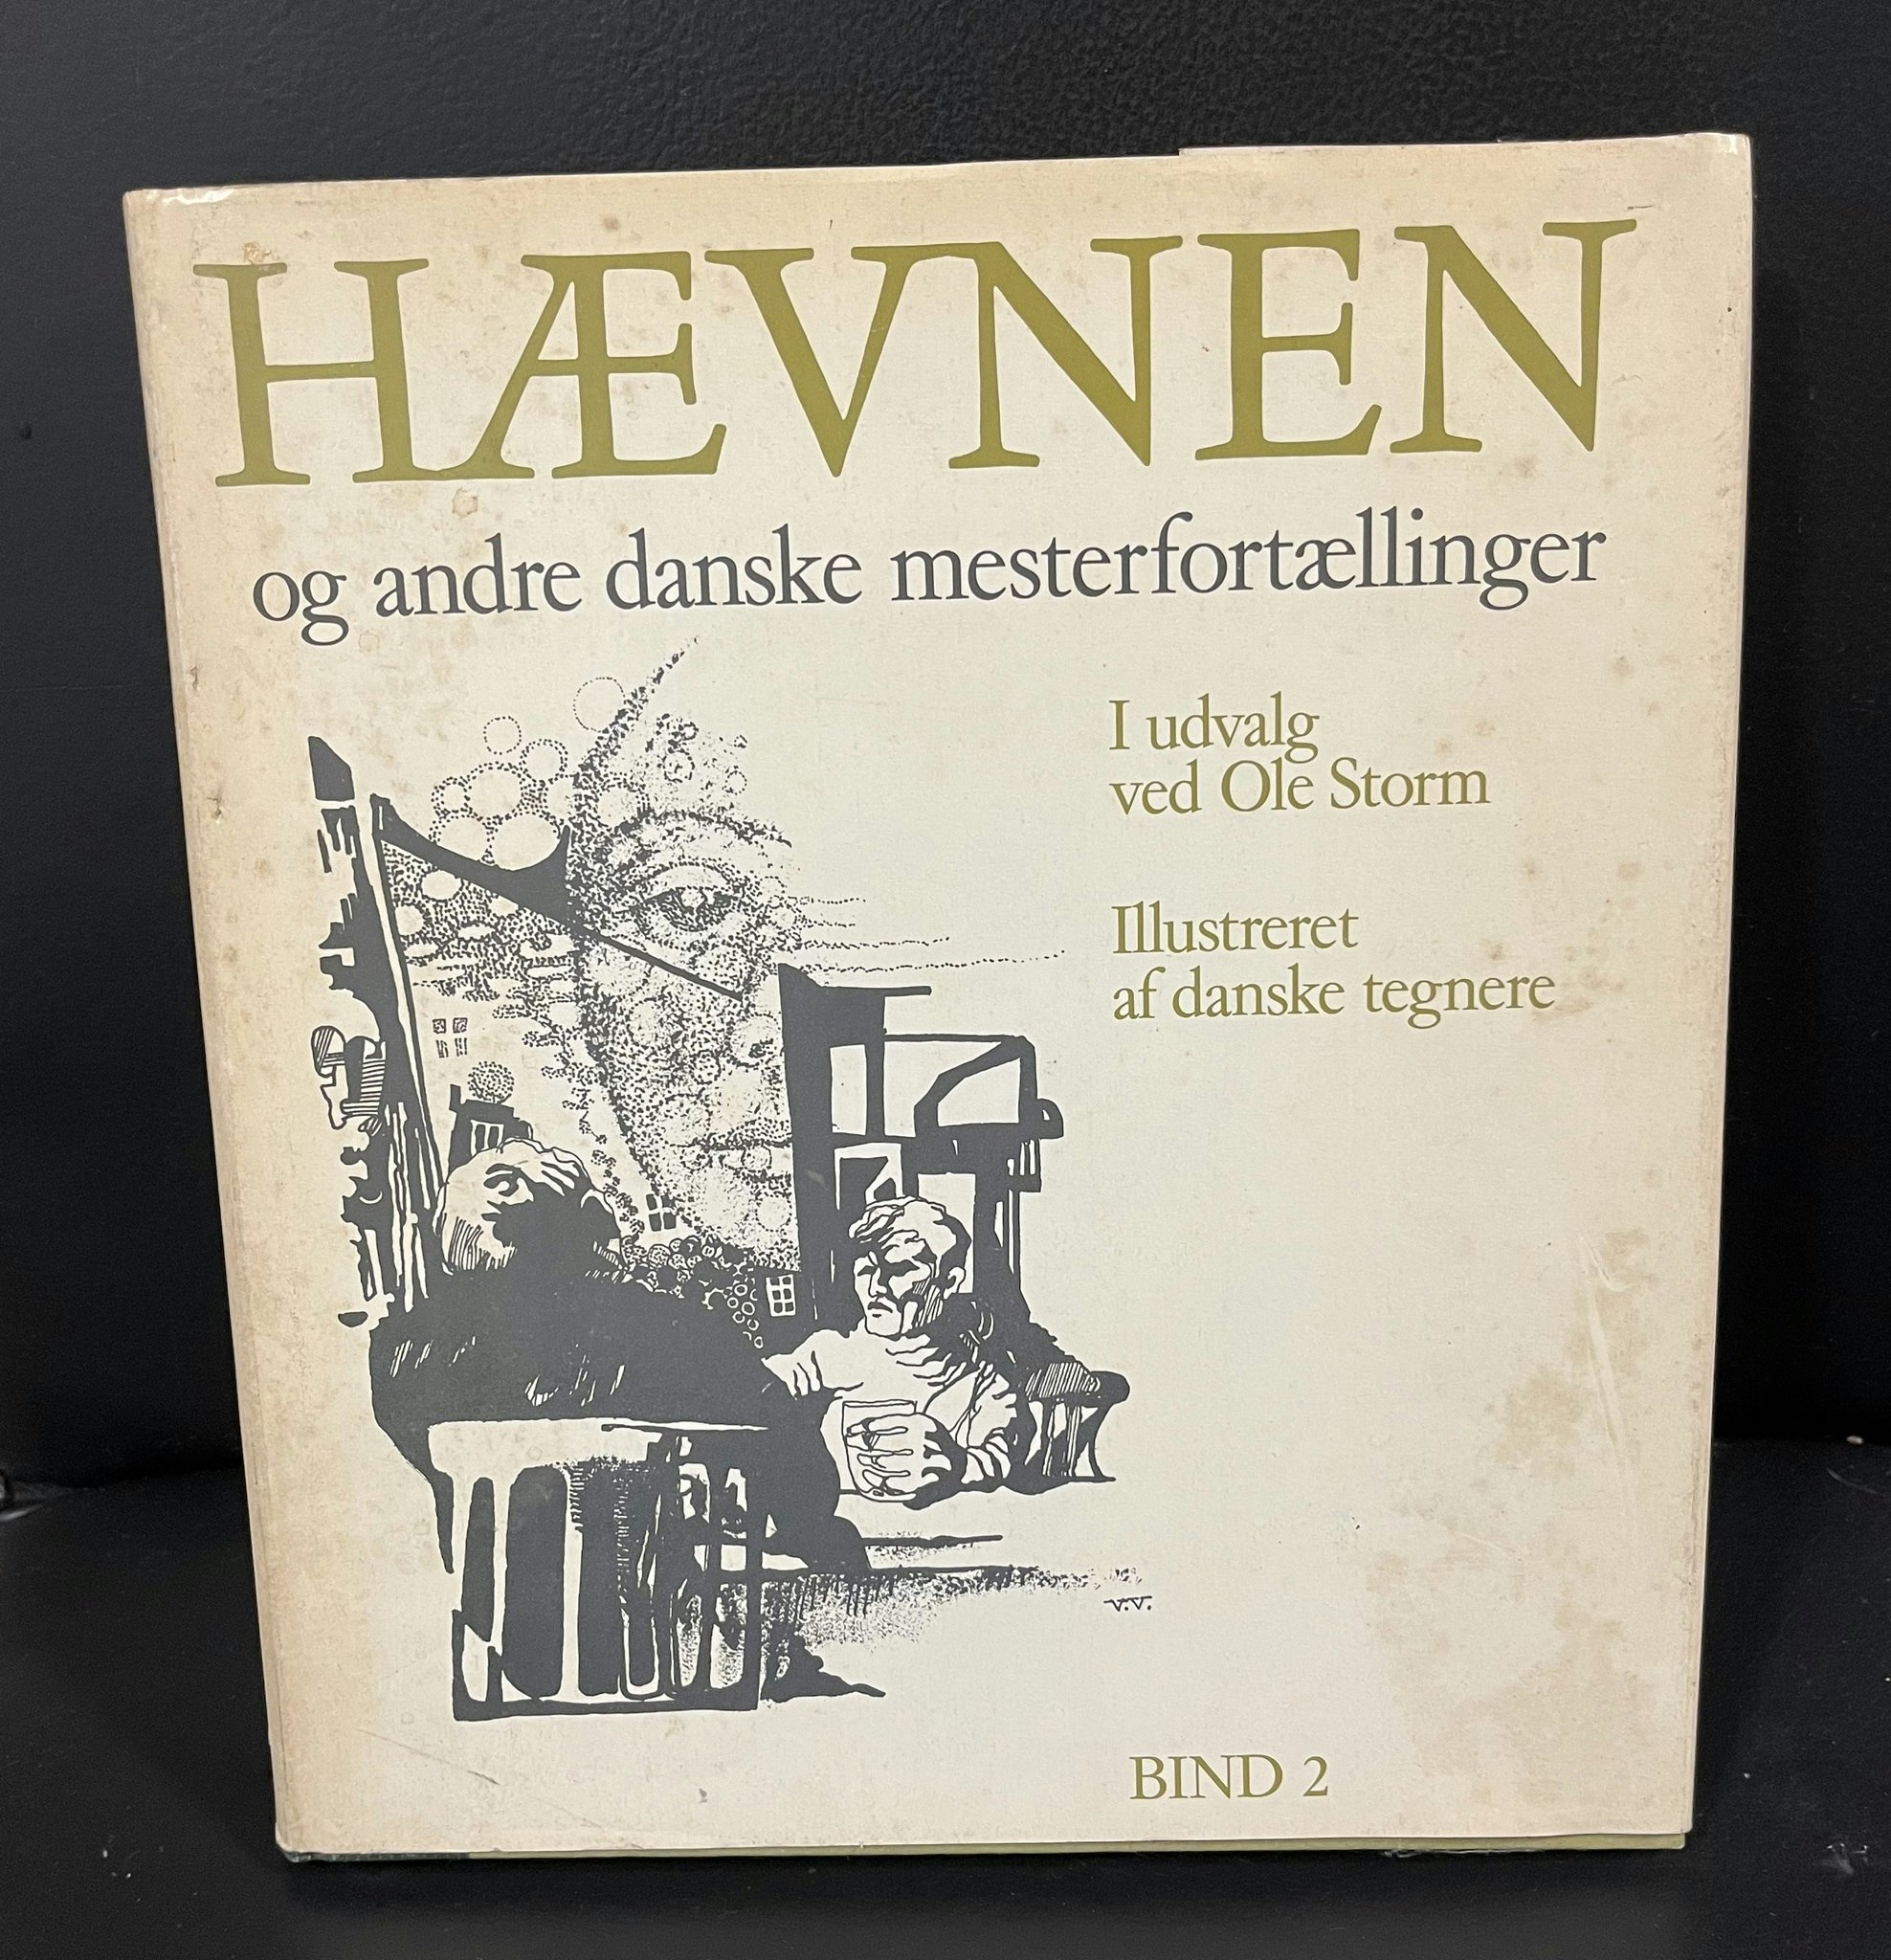 HÆVNEN
og andre danske mesterfortællinger
I udvalg
ved Ole Storm
Illustreret
af danske tegnere
V.V.
BIND 2